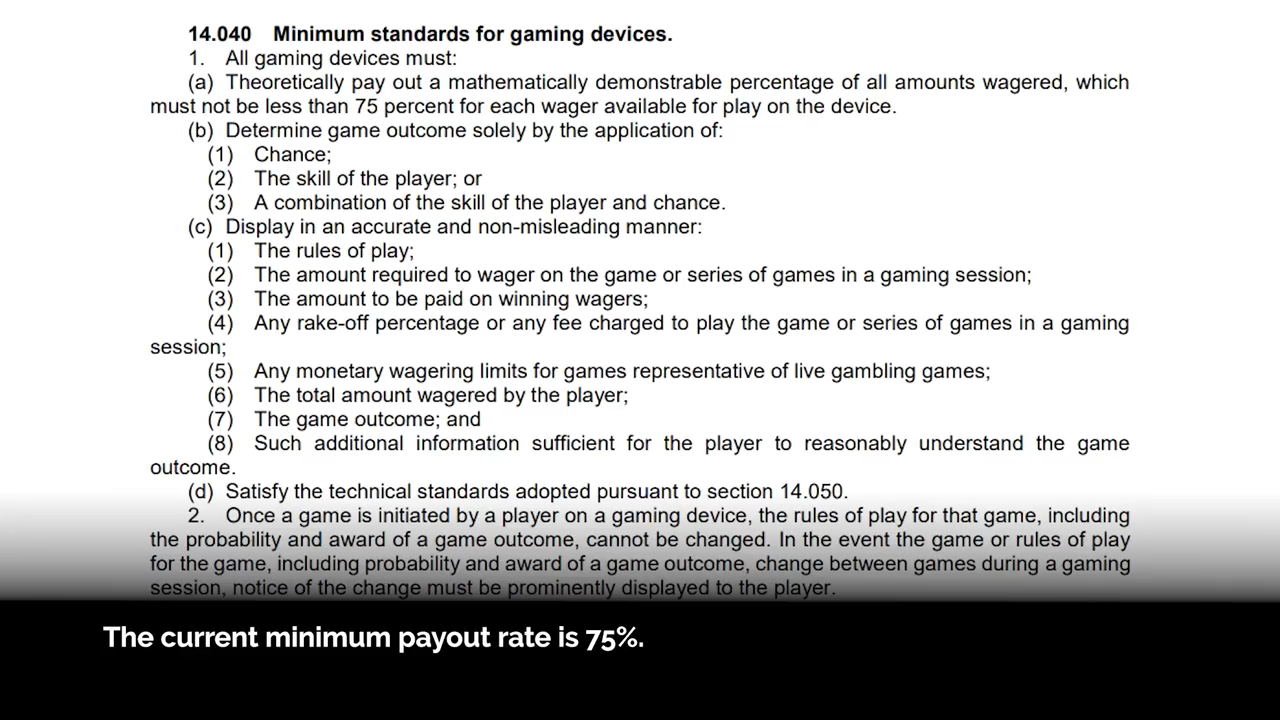 14.040 Minimum standards for gaming devices.
1. All gaming devices must:
(a) Theoretically pay out a mathematically demonstrable percentage of all amounts wagered, which
must not be less than 75 percent for each wager available for play on the device.
(b) Determine game outcome solely by the application of:
(1) Chance;
(2) The skill of the player; or
(3) A combination of the skill of the player and chance.
(c) Display in an accurate and non-misleading manner:
(1) The rules of play;
(2) The amount required to wager on the game or series of games in a gaming session;
(3) The amount to be paid on winning wagers;
(4) Any rake-off percentage or any fee charged to play the game or series of games in a gaming
session;
(5) Any monetary wagering limits for games representative of live gambling games;
(6) The total amount wagered by the player;
(7) The game outcome; and
(8) Such additional information sufficient for the player to reasonably understand the game
outcome.
(d) Satisfy the technical standards adopted pursuant to section 14.050.
2. Once a game is initiated by a player on a gaming device, the rules of play for that game, including
the probability and award of a game outcome, cannot be changed. In the event the game or rules of play
for the game, including probability and award of a game outcome, change between games during a gaming
session, notice of the change must be prominently displayed to the player.
The current minimum payout rate is 75%.